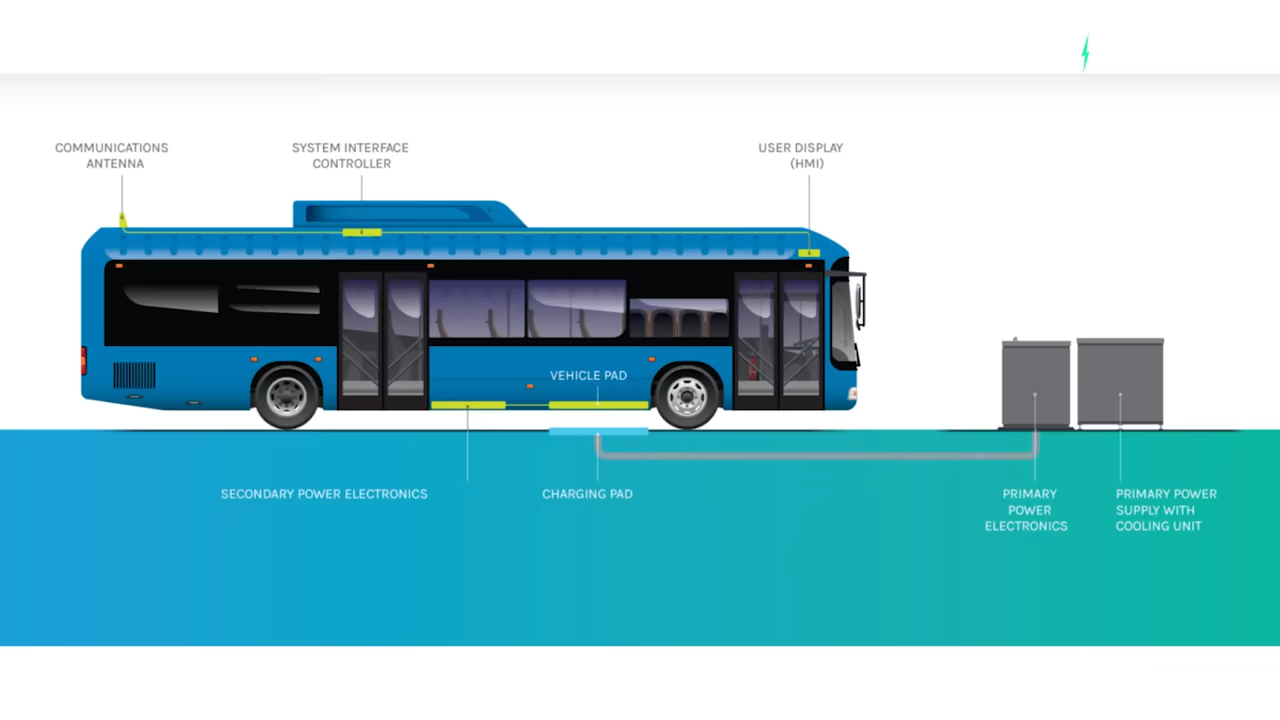 COMMUNICATIONS
ANTENNA
SYSTEM INTERFACE
CONTROLLER
USER DISPLAY
(HMI)
VEHICLE PAD
SECONDARY POWER ELECTRONICS
CHARGING PAD
PRIMARY
POWER
ELECTRONICS
PRIMARY POWER
SUPPLY WITH
COOLING UNIT